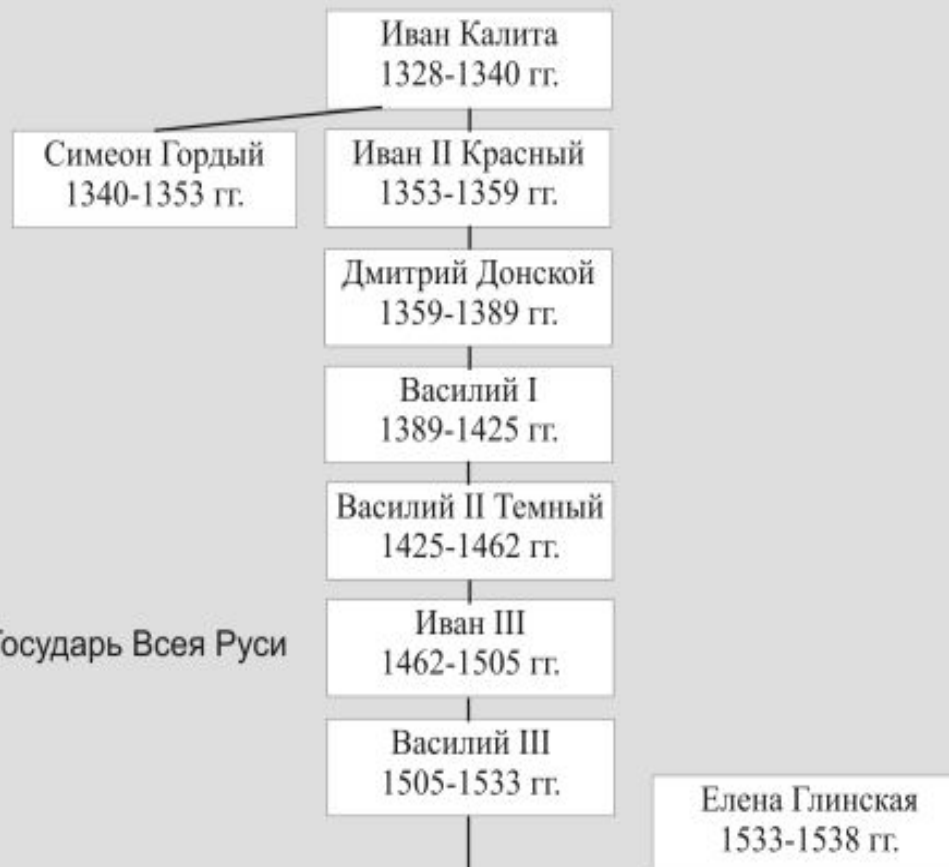 Иван Калита
1328-1340 гг.
Симеон Гордый
1340-1353 гг.
Иван II Красный
1353-1359 гг.
Дмитрий Донской
1359-1389 гг.
Василий I
1389-1425 гг.
Василий II Темный
1425-1462 гг.
Государь Всея Руси
Иван III
1462-1505 гг.
Василий III
1505-1533 гг.
Елена Глинская
1533-1538 гг.